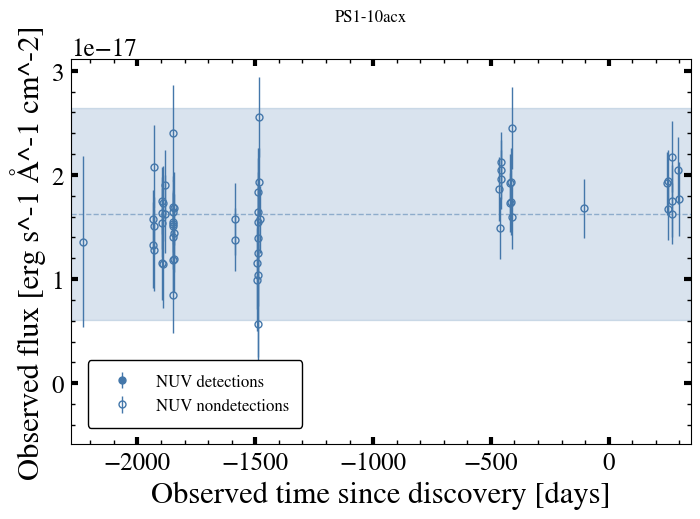 PS1-10acx
1e−17
3
2
1
0
Observed flux [erg s^-1 Å^-1 cm^-2]
NUV detections
NUV nondetections
−2000 −1500 −1000 −500 0
Observed time since discovery [days]